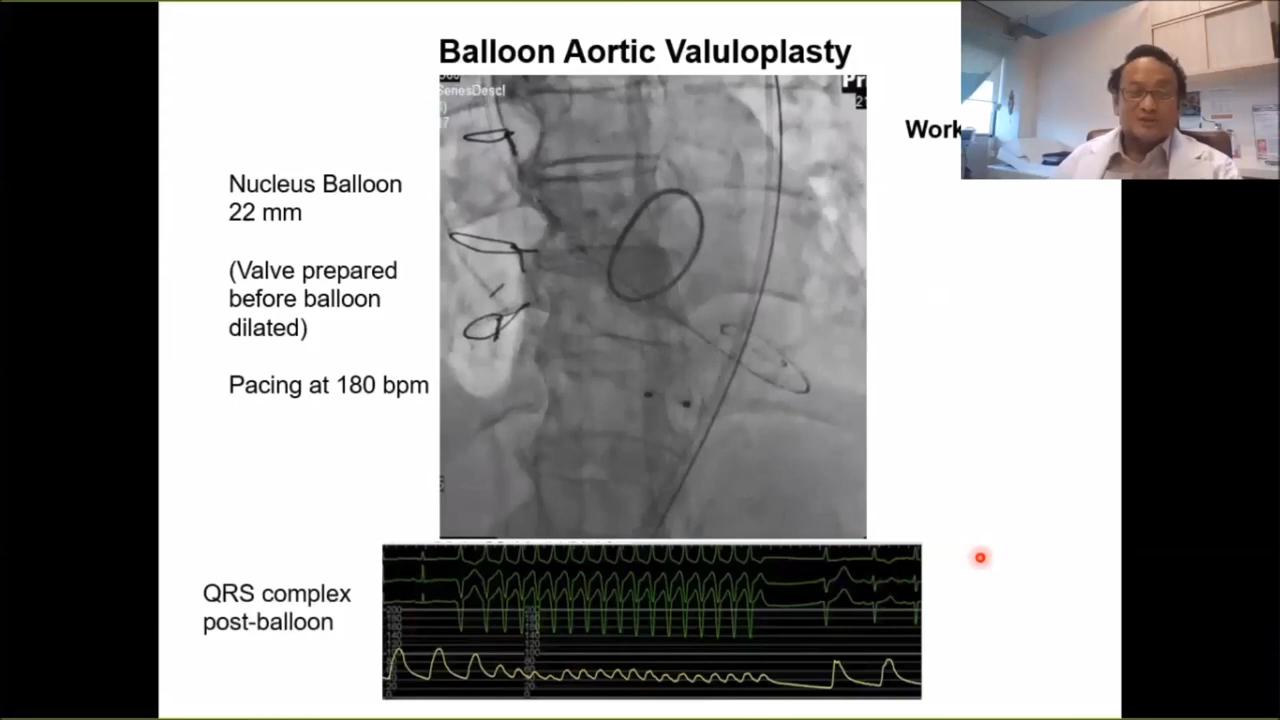 Balloon Aortic Valuloplasty
SenesDescl
Work
Nucleus Balloon
22 mm
(Valve prepared
before balloon
dilated)
Pacing at 180 bpm
QRS complex
post-balloon